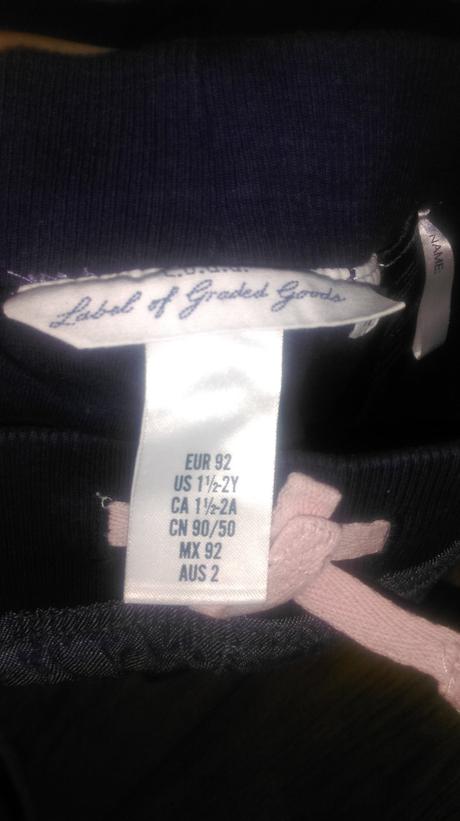 L.O.G.G.
Label of Graded Goods
NAME
EUR 92
US 1½-2Y
CA 1½-2A
CN 90/50
MX 92
AUS 2